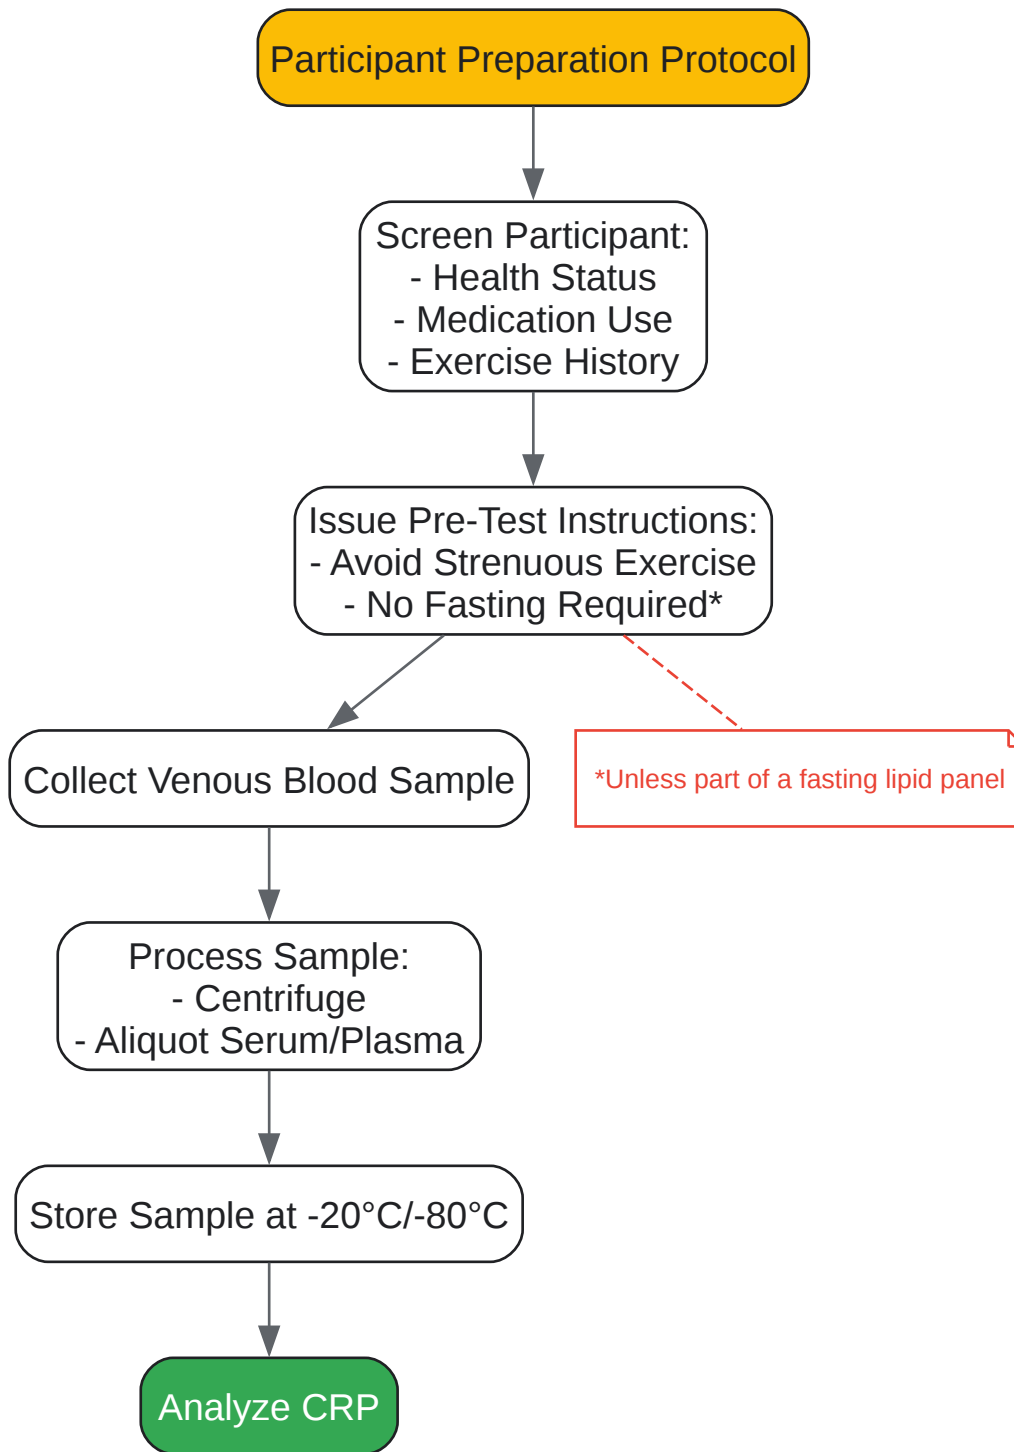 Participant Preparation Protocol
Screen Participant:
- Health Status
- Medication Use
- Exercise History
Issue Pre-Test Instructions:
- Avoid Strenuous Exercise
- No Fasting Required*
Collect Venous Blood Sample
*Unless part of a fasting lipid panel
Process Sample:
- Centrifuge
- Aliquot Serum/Plasma
Store Sample at -20°C/-80°C
Analyze CRP